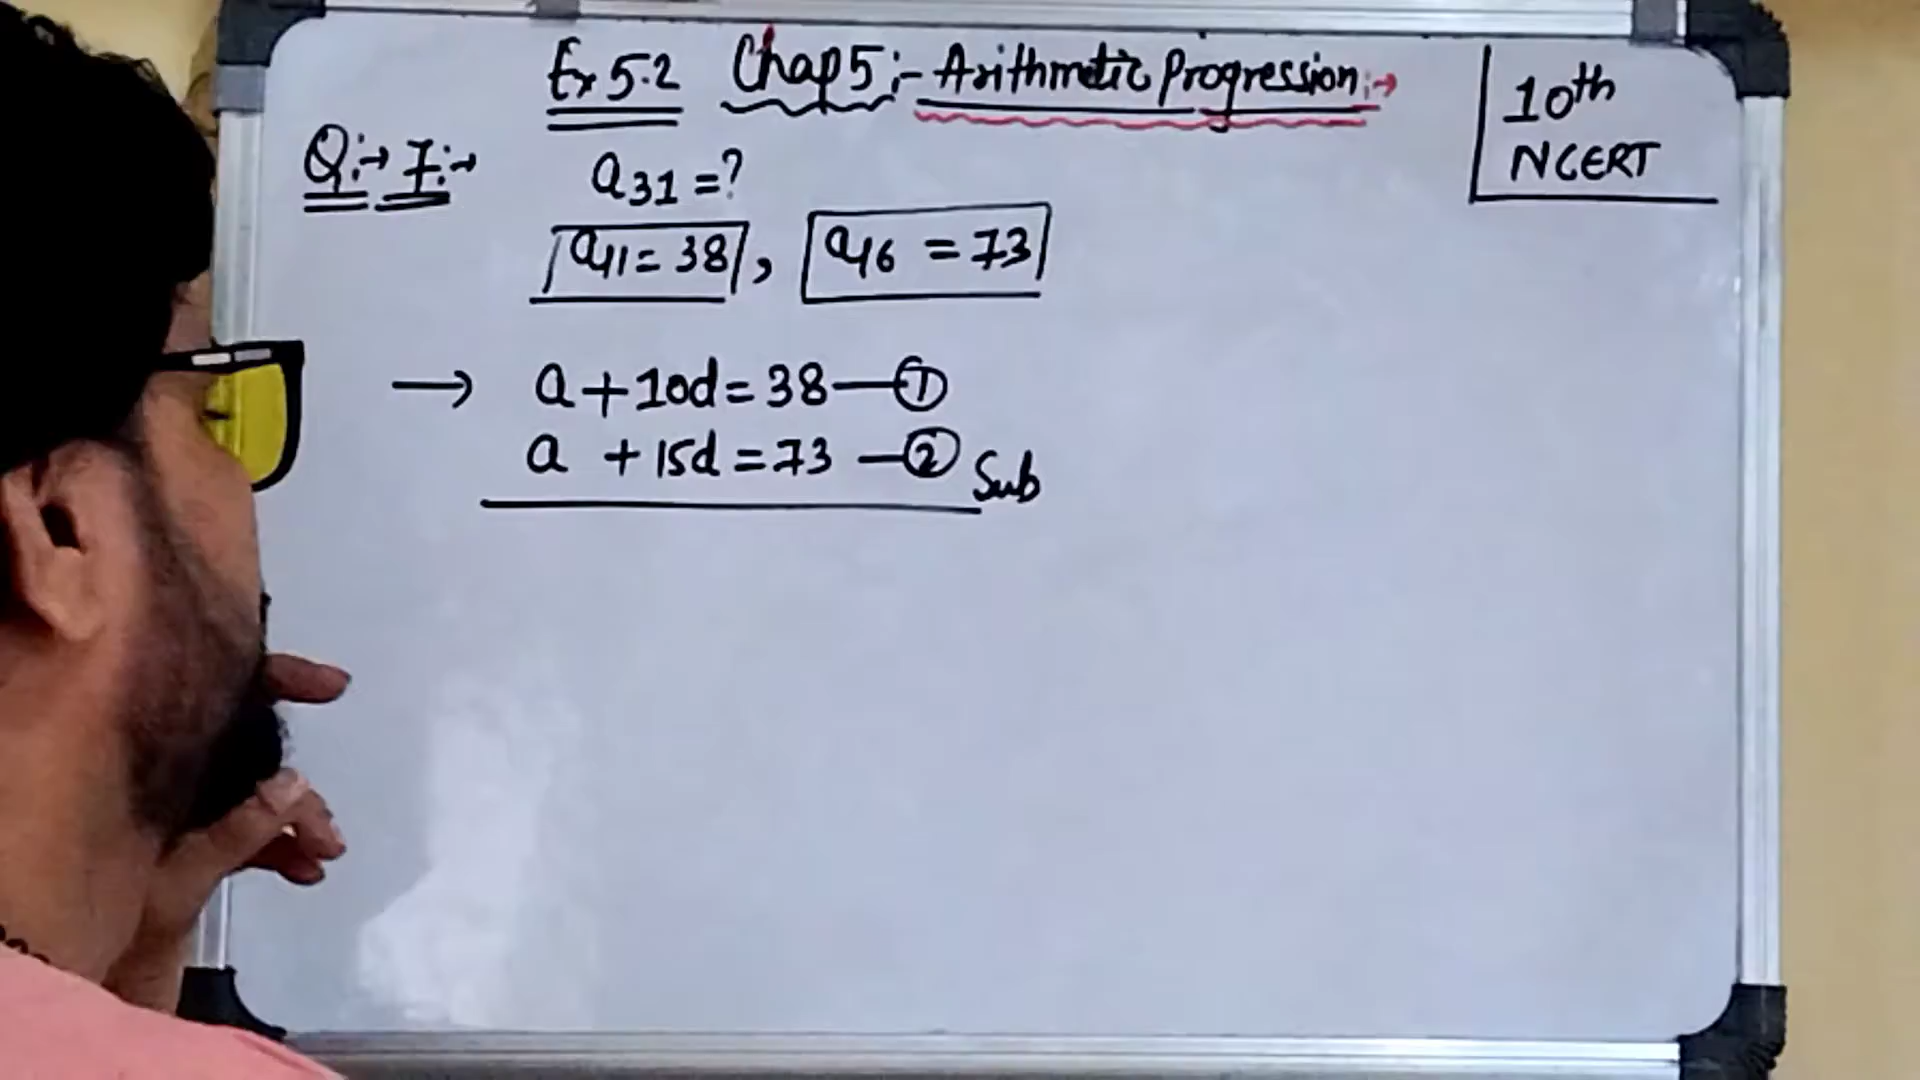 Ex 5.2 Chap 5:- Arithmetic Progression:→
10th
NCERT
Q:→ 7:→
a31 = ?
a11 = 38, a16 = 73
→ a + 10d = 38 — ①
a + 15d = 73 — ② Sub